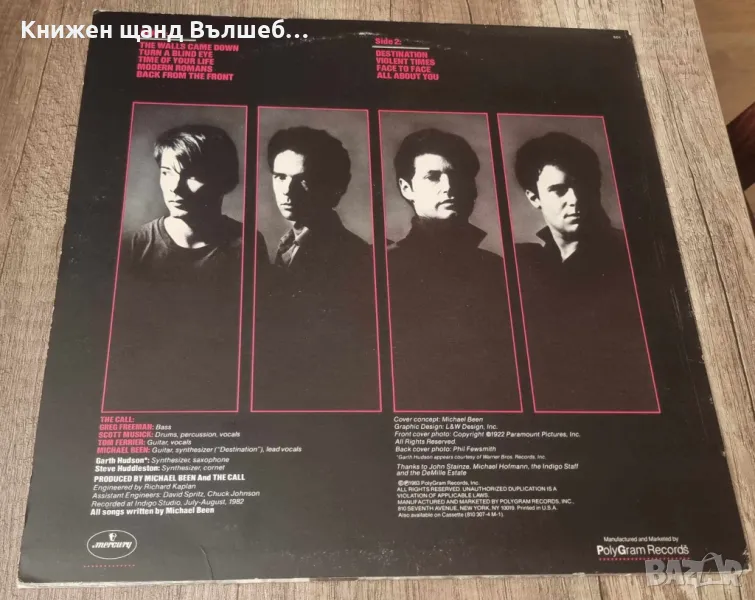 Книжен щанд Вълшеб...
THE WALLS CAME DOWN
TURN A BLIND EYE
TIME OF YOUR LIFE
MODERN ROMANS
BACK FROM THE FRONT
Side 2:
DESTINATION
VIOLENT TIMES
FACE TO FACE
ALL ABOUT YOU
THE CALL:
GREG FREEMAN: Bass
SCOTT MUSICK: Drums, percussion, vocals
TOM FERRIER: Guitar, vocals
MICHAEL BEEN: Guitar, synthesizer ("Destination"), lead vocals
Garth Hudson*: Synthesizer, saxophone
Steve Huddleston: Synthesizer, cornet
PRODUCED BY MICHAEL BEEN AND THE CALL
Engineered by Richard Kaplan
Assistant Engineers: David Spritz, Chuck Johnson
Recorded at Indigo Studio, July-August, 1982
All songs written by Michael Been
mercury
Cover concept: Michael Been
Graphic Design: L&W Design, Inc.
Front cover photo: Copyright ©1922 Paramount Pictures, Inc.
All Rights Reserved.
Back cover photo: Phil Fewsmith
*Garth Hudson appears courtesy of Warner Bros. Records, Inc.
Thanks to John Stainze, Michael Hofmann, the Indigo Staff
and the DeMille Estate
©℗1983 PolyGram Records, Inc.
ALL RIGHTS RESERVED. UNAUTHORIZED DUPLICATION IS A
VIOLATION OF APPLICABLE LAWS.
MANUFACTURED AND MARKETED BY POLYGRAM RECORDS, INC.,
810 SEVENTH AVENUE, NEW YORK, NY 10019. Printed in U.S.A.
Also available on Cassette (810 307-4 M-1).
Manufactured and Marketed by
PolyGram Records
BAZAR